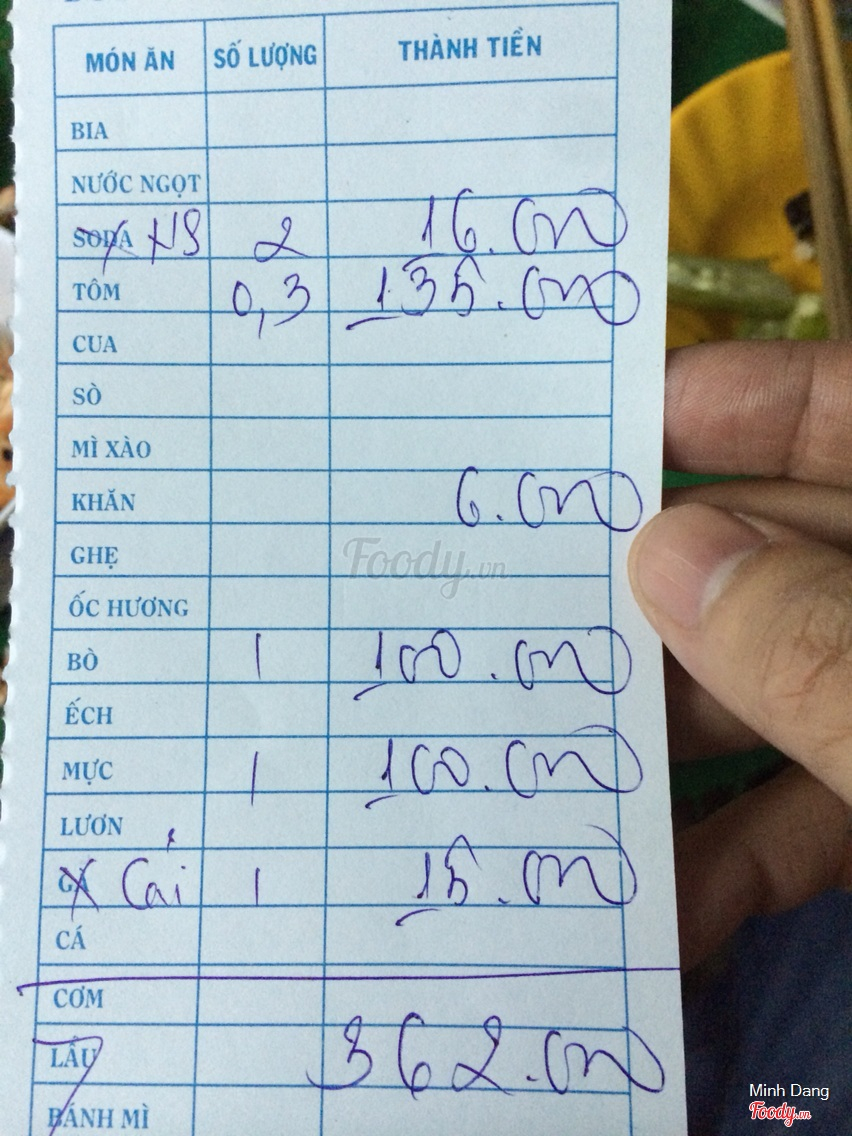 MÓN ĂN SỐ LƯỢNG THÀNH TIỀN
BIA
NƯỚC NGỌT
SODA 2 16.000
TÔM 0,3 135.000
CUA
SÒ
MÌ XÀO
KHĂN 6.000
GHẸ
Foody.vn
ỐC HƯƠNG
BÒ 1 100.000
ẾCH
MỰC 1 100.000
LƯƠN
GÀ Cải 1 15.000
CÁ
CƠM
LẨU 362.000
BÁNH MÌ
Minh Dang
Foody.vn